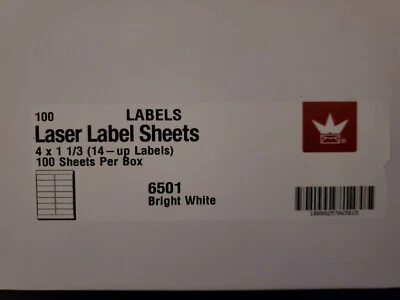 100 LABELS
Laser Label Sheets
4 x 1 1/3 (14-up Labels)
100 Sheets Per Box
6501
Bright White